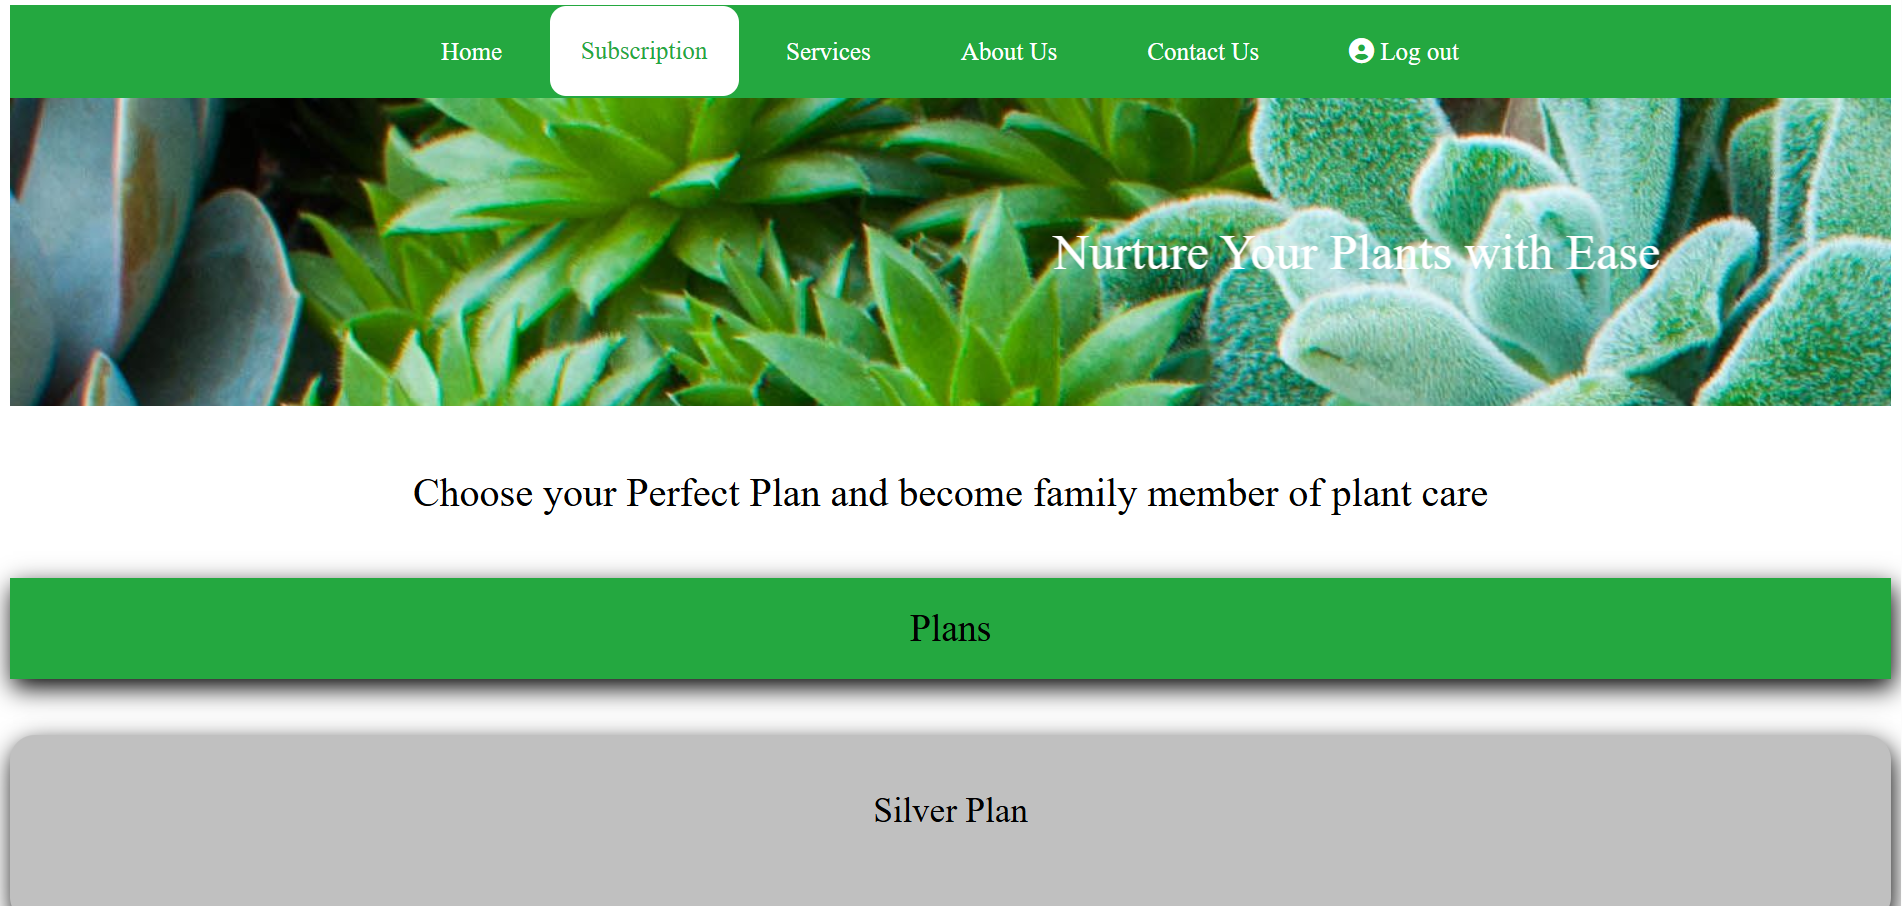 Home Subscription Services About Us Contact Us Log out
Nurture Your Plants with Ease
Choose your Perfect Plan and become family member of plant care
Plans
Silver Plan